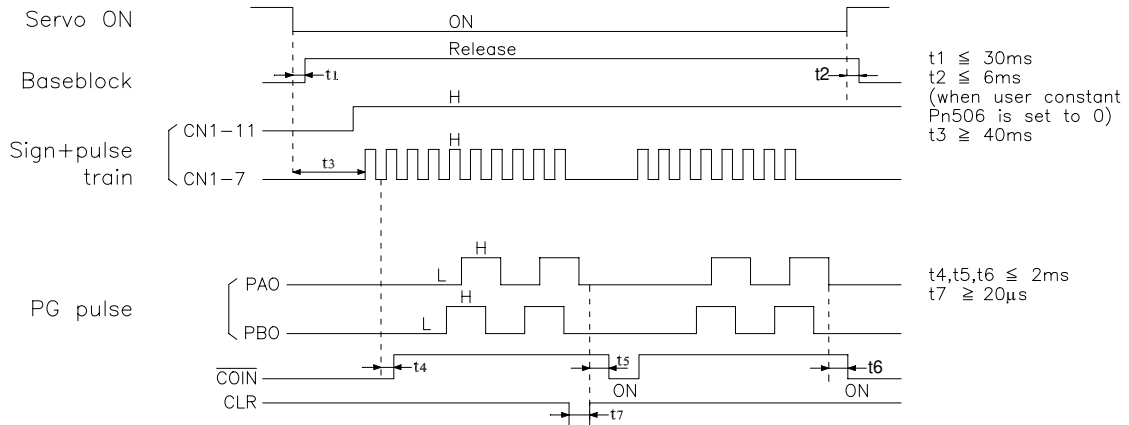 Servo ON
ON
Release
Baseblock
t1
t2
t1 ≦ 30ms
t2 ≦ 6ms
(when user constant
Pn506 is set to 0)
t3 ≧ 40ms
H
CN1-11
Sign+pulse
train
H
t3
CN1-7
H
PAO
L
t4,t5,t6 ≦ 2ms
t7 ≧ 20μs
PG pulse
H
L
PBO
t4
t5
t6
COIN
ON
ON
CLR
t7